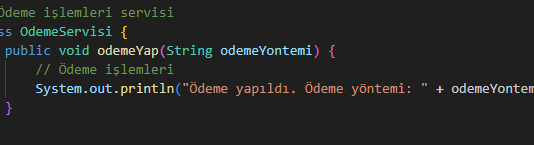 Ödeme işlemleri servisi
ss OdemeServisi {
public void odemeYap(String odemeYontemi) {
// Ödeme işlemleri
System.out.println("Ödeme yapıldı. Ödeme yöntemi: " + odemeYontem
}